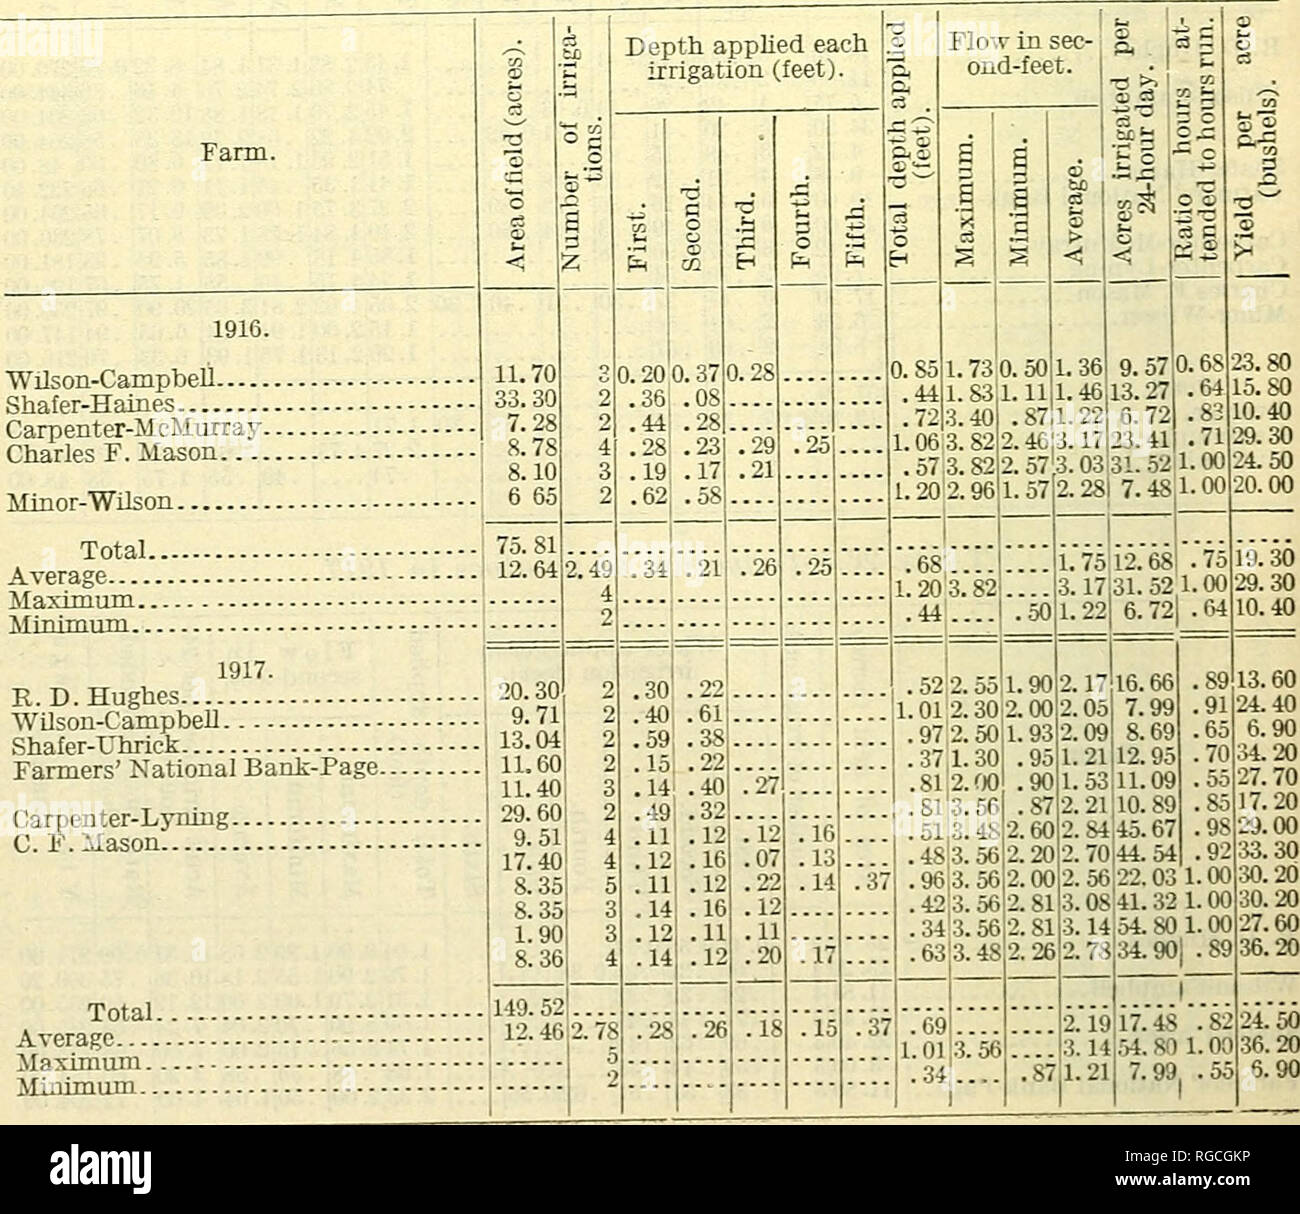 Farm. Area of field (acres). Number of irrigations. Depth applied each irrigation (feet). Total depth applied (feet). Flow in second-feet. Acres irrigated per 24-hour day. Ratio hours attended to hours run. Yield per acre (bushels).
First. Second. Third. Fourth. Fifth. Maximum. Minimum. Average.
1916.
Wilson-Campbell 11.70 3 0.20 0.37 0.28 .... .... 0.85 1.73 0.50 1.36 9.57 0.68 23.80
Shafer-Haines 33.30 2 .36 .08 .... .... .... .44 1.83 1.11 1.46 13.27 .64 15.80
Carpenter-McMurray 7.28 2 .44 .28 .... .... .... .72 3.40 .87 1.22 6.72 .83 10.40
Charles F. Mason 8.78 4 .28 .23 .29 .25 .... 1.06 3.82 2.46 3.17 23.41 .71 29.30
8.10 3 .19 .17 .21 .... .... .57 3.82 2.57 3.03 31.52 1.00 24.50
Minor-Wilson 6 65 2 .62 .58 .... .... .... 1.20 2.96 1.57 2.28 7.48 1.00 20.00
Total 75.81
Average 12.64 2.49 .34 .21 .26 .25 .... .68 .... .... 1.75 12.68 .75 19.30
Maximum .... 4 .... .... .... .... .... 1.20 3.82 .... 3.17 31.52 1.00 29.30
Minimum .... 2 .... .... .... .... .... .44 .... .50 1.22 6.72 .64 10.40
1917.
R. D. Hughes 20.30 2 .30 .22 .... .... .... .52 2.55 1.90 2.17 16.66 .89 13.60
Wilson-Campbell 9.71 2 .40 .61 .... .... .... 1.01 2.30 2.00 2.05 7.99 .91 24.40
Shafer-Uhrick 13.04 2 .59 .38 .... .... .... .97 2.50 1.93 2.09 8.69 .65 6.90
Farmers' National Bank-Page 11.60 2 .15 .22 .... .... .... .37 1.30 .95 1.21 12.95 .70 34.20
11.40 3 .14 .40 .27 .... .... .81 2.00 .90 1.53 11.09 .55 27.70
Carpenter-Lyning 29.60 2 .49 .32 .... .... .... .81 3.56 .87 2.21 10.89 .85 17.20
C. F. Mason 9.51 4 .11 .12 .12 .16 .... .51 3.48 2.60 2.84 45.67 .98 29.00
17.40 4 .12 .16 .07 .13 .... .48 3.56 2.20 2.70 44.54 .92 33.30
8.35 5 .11 .12 .22 .14 .37 .96 3.56 2.00 2.56 22.03 1.00 30.20
8.35 3 .14 .16 .12 .... .... .42 3.56 2.81 3.08 41.32 1.00 30.20
1.90 3 .12 .11 .11 .... .... .34 3.56 2.81 3.14 54.80 1.00 27.60
8.36 4 .14 .12 .20 .17 .... .63 3.48 2.26 2.78 34.90 .89 36.20
Total 149.52
Average 12.46 2.78 .28 .26 .18 .15 .37 .69 .... .... 2.19 17.48 .82 24.50
Maximum .... 5 .... .... .... .... .... 1.01 3.56 .... 3.14 54.80 1.00 36.20
Minimum .... 2 .... .... .... .... .... .34 .... .87 1.21 7.99 .55 6.90
alamy
Image ID: RGCGKP
www.alamy.com